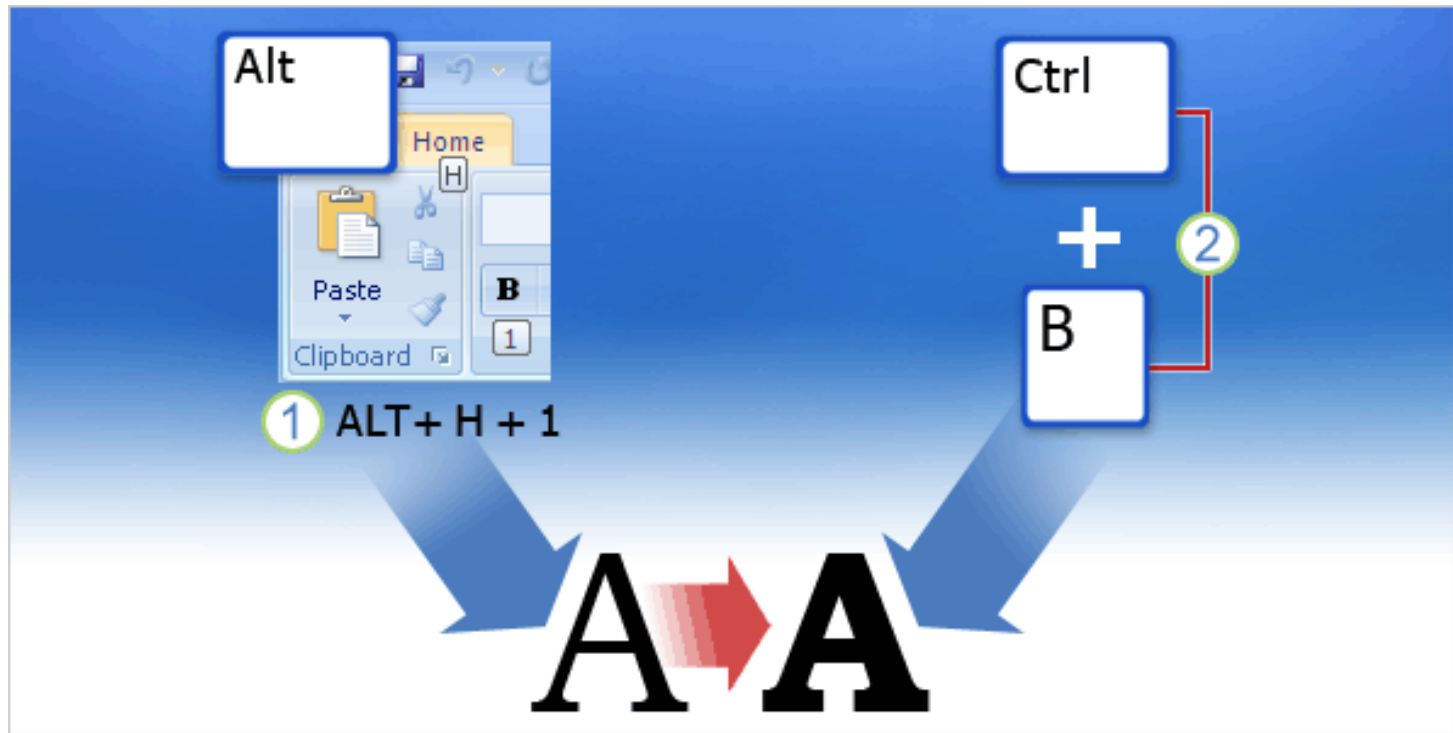 Alt
Home
H
Paste
B
1
Clipboard
1 ALT+ H + 1
Ctrl
+
2
B
A A